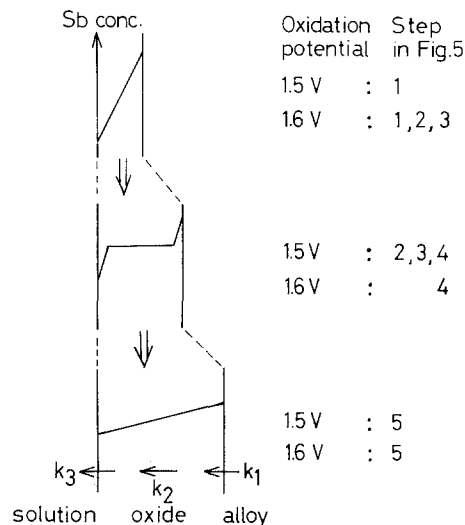 Sb conc.
Oxidation Step
potential in Fig.5
1.5 V : 1
1.6 V : 1,2,3
1.5 V : 2,3,4
1.6 V : 4
1.5 V : 5
1.6 V : 5
k3 k2 k1
solution oxide alloy